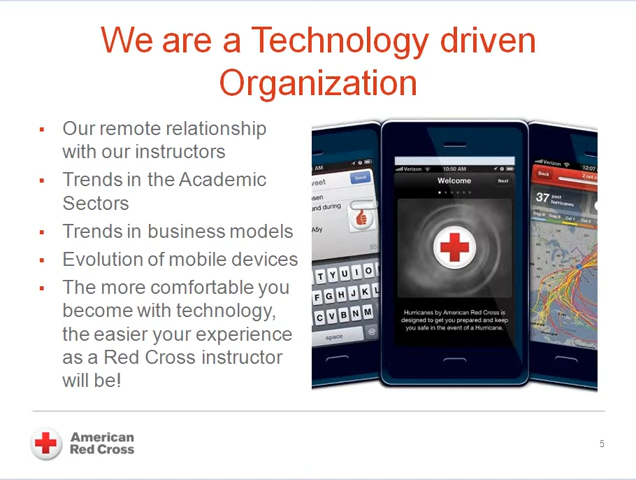 We are a Technology driven
Organization
▪ Our remote relationship
with our instructors
▪ Trends in the Academic
Sectors
▪ Trends in business models
▪ Evolution of mobile devices
▪ The more comfortable you
become with technology,
the easier your experience
as a Red Cross instructor
will be!
Send
T Y U I O
G H J K L
C V B N M
space @
Verizon 10:50 AM
Welcome Next
Hurricanes by American Red Cross is
designed to get you prepared and keep
you safe in the event of a Hurricane.
Verizon 12:07
Back
37 past
hurricanes
American
Red Cross
5